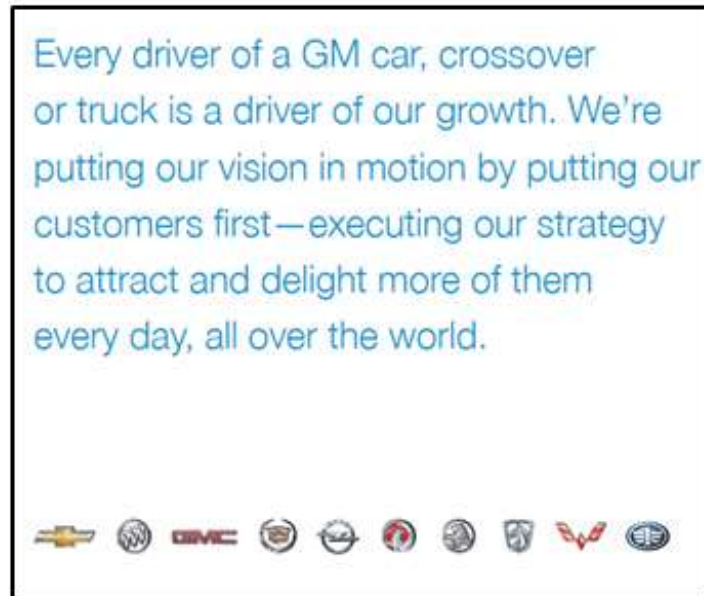 Every driver of a GM car, crossover
or truck is a driver of our growth. We’re
putting our vision in motion by putting our
customers first—executing our strategy
to attract and delight more of them
every day, all over the world.
GMC